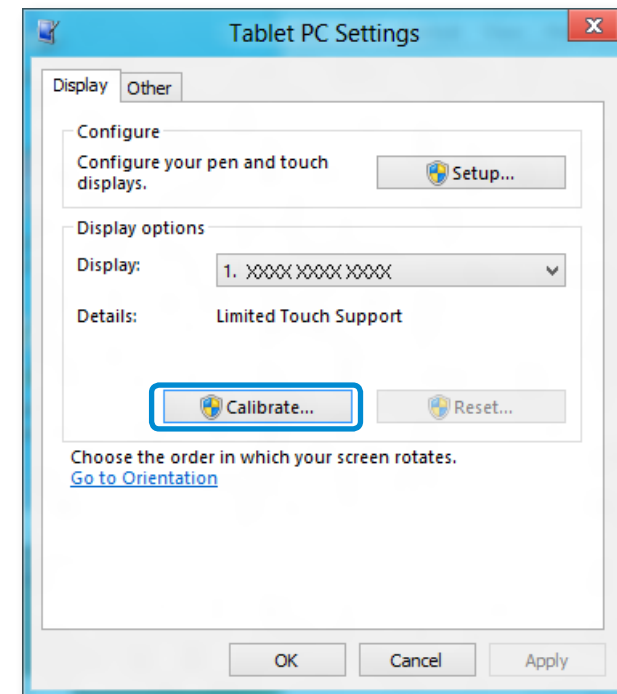 Tablet PC Settings
x
Display
Other
Configure
Configure your pen and touch
displays.
Setup...
Display options
Display:
1. XXXX XXXX XXXX
Details:
Limited Touch Support
Calibrate...
Reset...
Choose the order in which your screen rotates.
Go to Orientation
OK
Cancel
Apply